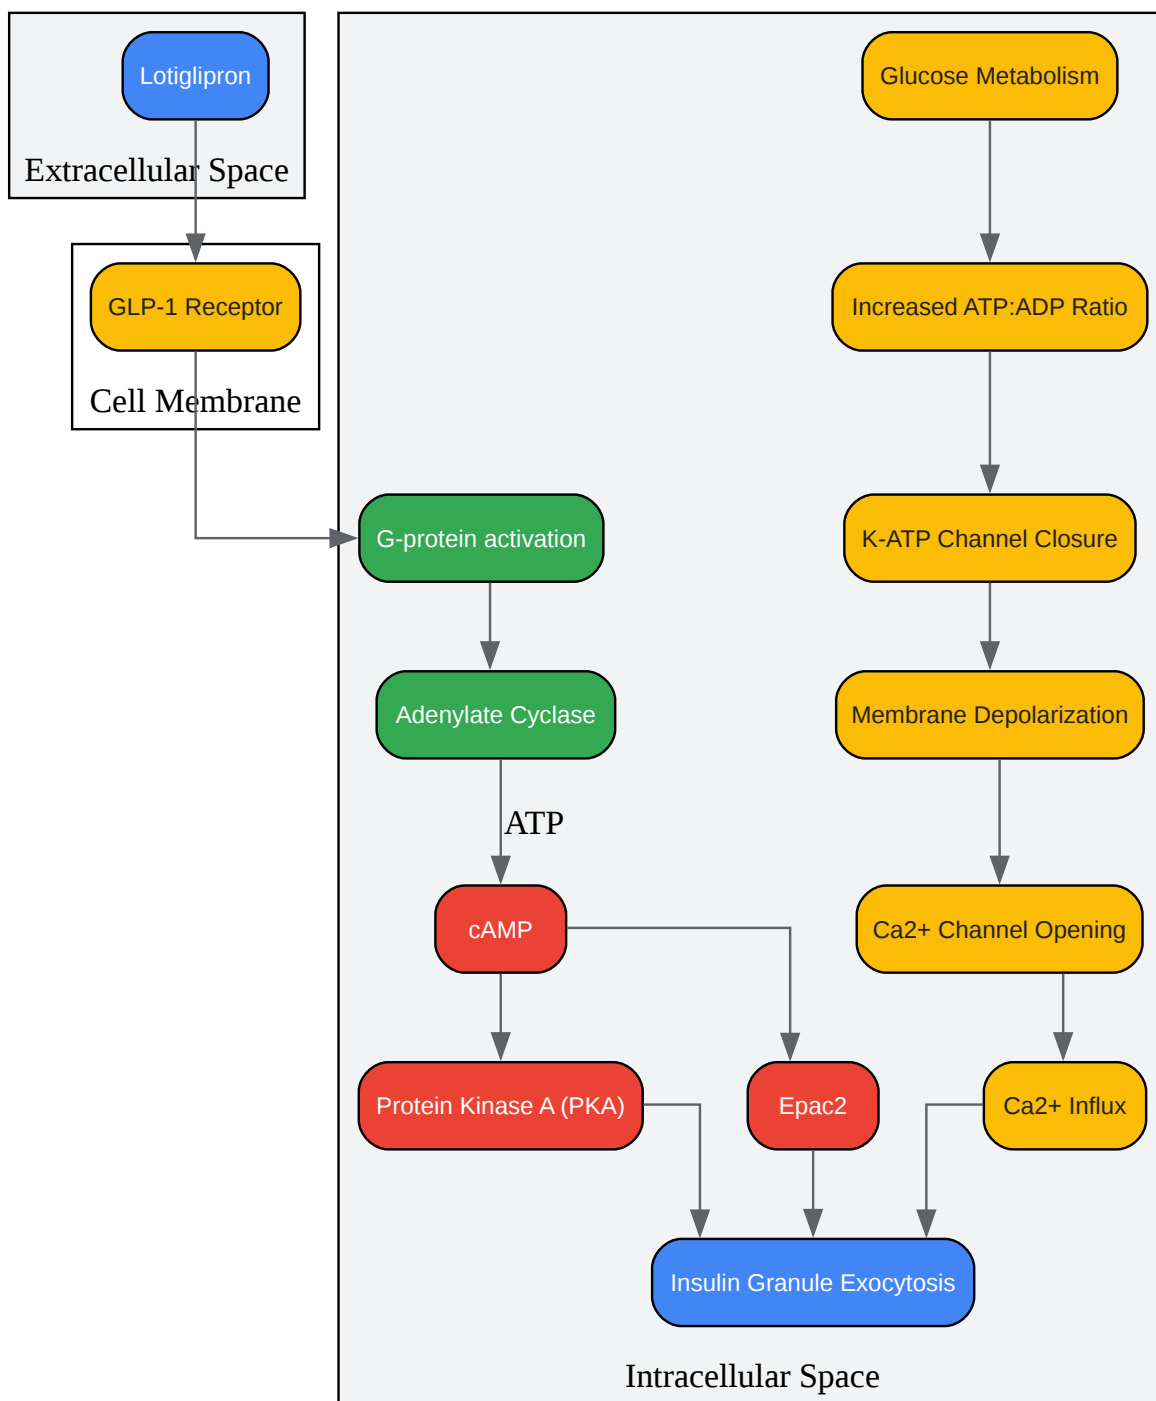 Lotiglipron
Extracellular Space
GLP-1 Receptor
Cell Membrane
Glucose Metabolism
Increased ATP:ADP Ratio
G-protein activation
K-ATP Channel Closure
Adenylate Cyclase
Membrane Depolarization
ATP
cAMP
Ca2+ Channel Opening
Protein Kinase A (PKA)
Epac2
Ca2+ Influx
Insulin Granule Exocytosis
Intracellular Space